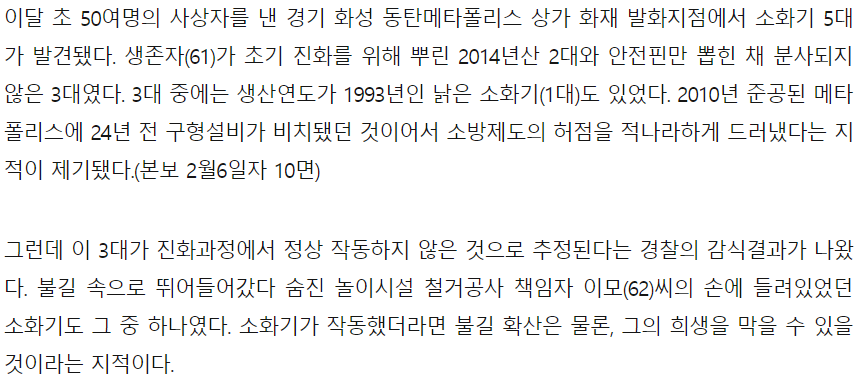 이달 초 50여명의 사상자를 낸 경기 화성 동탄메타폴리스 상가 화재 발화지점에서 소화기 5대
가 발견됐다. 생존자(61)가 초기 진화를 위해 뿌린 2014년산 2대와 안전핀만 뽑힌 채 분사되지
않은 3대였다. 3대 중에는 생산연도가 1993년인 낡은 소화기(1대)도 있었다. 2010년 준공된 메타
폴리스에 24년 전 구형설비가 비치됐던 것이어서 소방제도의 허점을 적나라하게 드러냈다는 지
적이 제기됐다.(본보 2월6일자 10면)
그런데 이 3대가 진화과정에서 정상 작동하지 않은 것으로 추정된다는 경찰의 감식결과가 나왔
다. 불길 속으로 뛰어들어갔다 숨진 놀이시설 철거공사 책임자 이모(62)씨의 손에 들려있었던
소화기도 그 중 하나였다. 소화기가 작동했더라면 불길 확산은 물론, 그의 희생을 막을 수 있을
것이라는 지적이다.